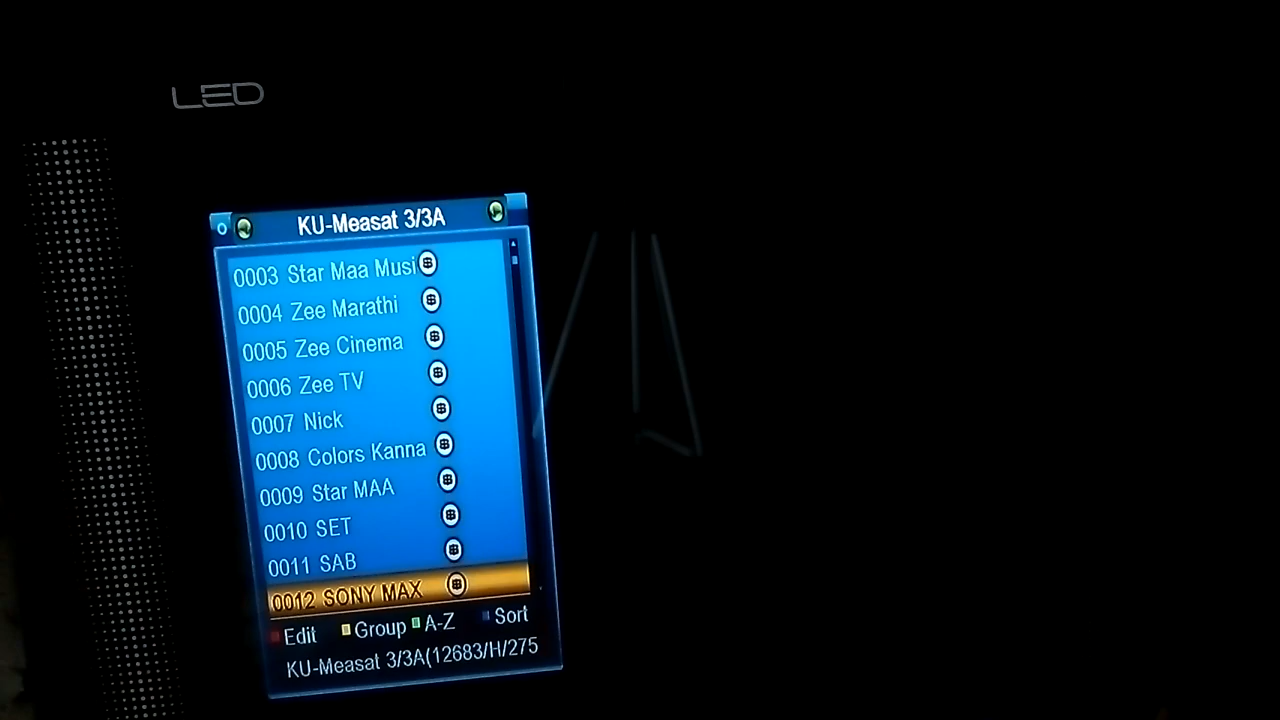 LED
KU-Measat 3/3A
0003 Star Maa Musi
0004 Zee Marathi
0005 Zee Cinema
0006 Zee TV
0007 Nick
0008 Colors Kanna
0009 Star MAA
0010 SET
0011 SAB
0012 SONY MAX
Edit Group A-Z Sort
KU-Measat 3/3A(12683/H/275